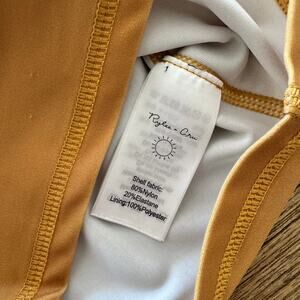 Rylee + Cru
Shell fabric:
80%Nylon
20%Elastane
Lining:100%Polyester